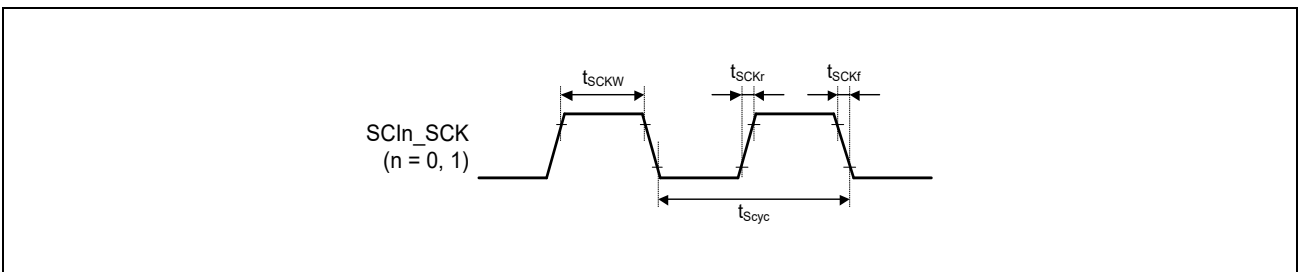 tSCKW
tSCKr
tSCKf
SCIn_SCK
(n = 0, 1)
tScyc